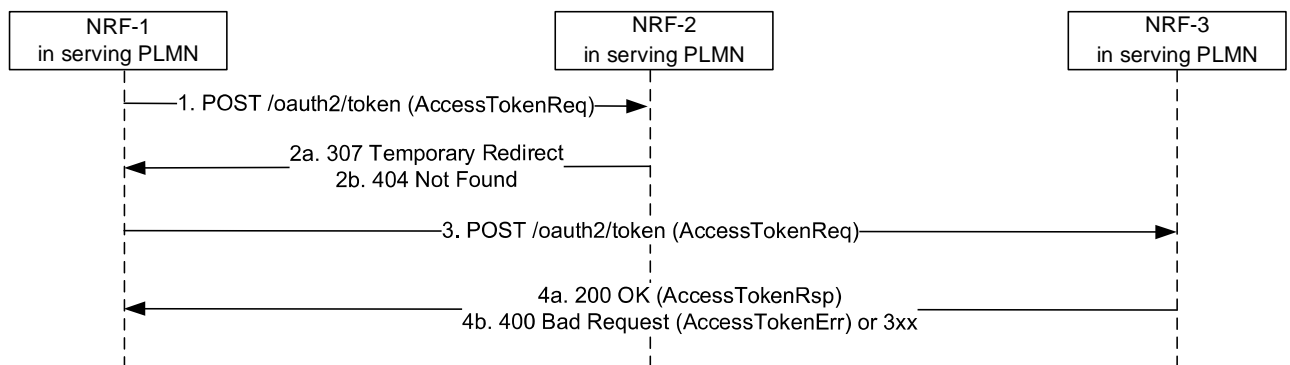 NRF-1
in serving PLMN
NRF-2
in serving PLMN
NRF-3
in serving PLMN
1. POST /oauth2/token (AccessTokenReq)
2a. 307 Temporary Redirect
2b. 404 Not Found
3. POST /oauth2/token (AccessTokenReq)
4a. 200 OK (AccessTokenRsp)
4b. 400 Bad Request (AccessTokenErr) or 3xx